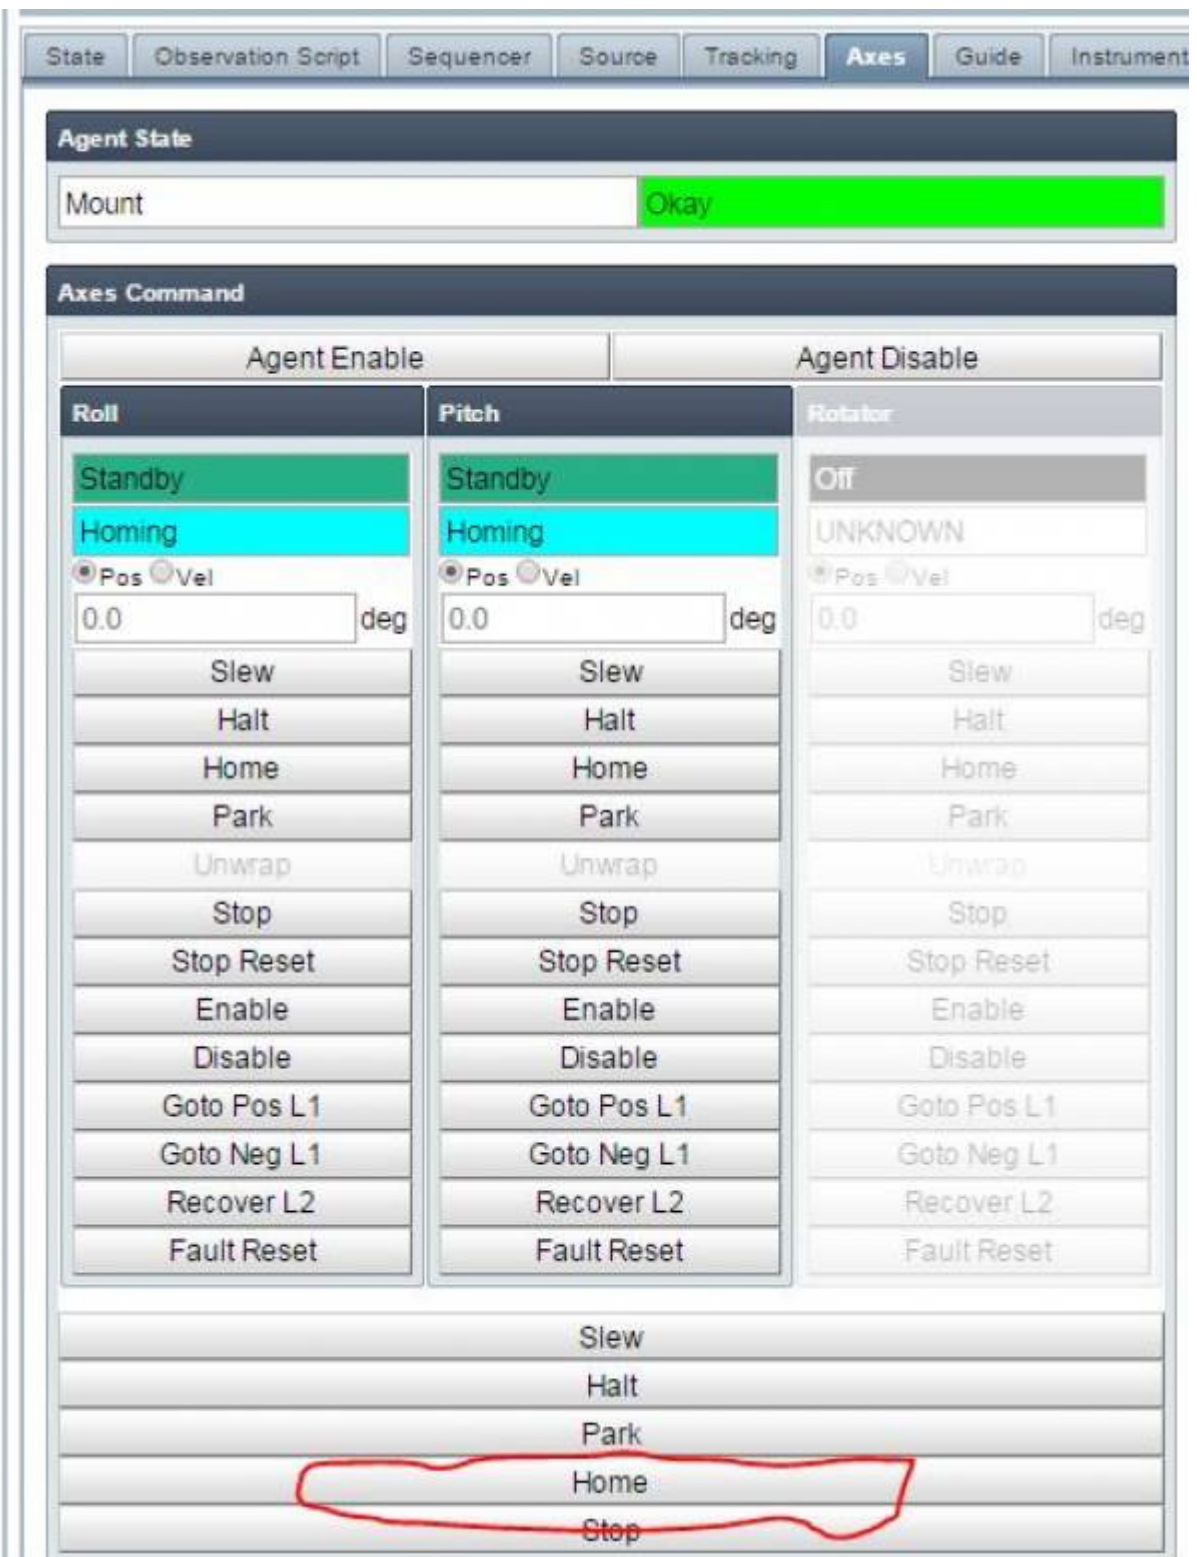 State Observation Script Sequencer Source Tracking Axes Guide Instrument
Agent State
Mount Okay
Axes Command
Agent Enable Agent Disable
Roll Pitch Rotator
Standby Standby Off
Homing Homing UNKNOWN
Pos Vel Pos Vel Pos Vel
0.0 deg 0.0 deg 0.0 deg
Slew Slew Slew
Halt Halt Halt
Home Home Home
Park Park Park
Unwrap Unwrap Unwrap
Stop Stop Stop
Stop Reset Stop Reset Stop Reset
Enable Enable Enable
Disable Disable Disable
Goto Pos L1 Goto Pos L1 Goto Pos L1
Goto Neg L1 Goto Neg L1 Goto Neg L1
Recover L2 Recover L2 Recover L2
Fault Reset Fault Reset Fault Reset
Slew
Halt
Park
Home
Stop